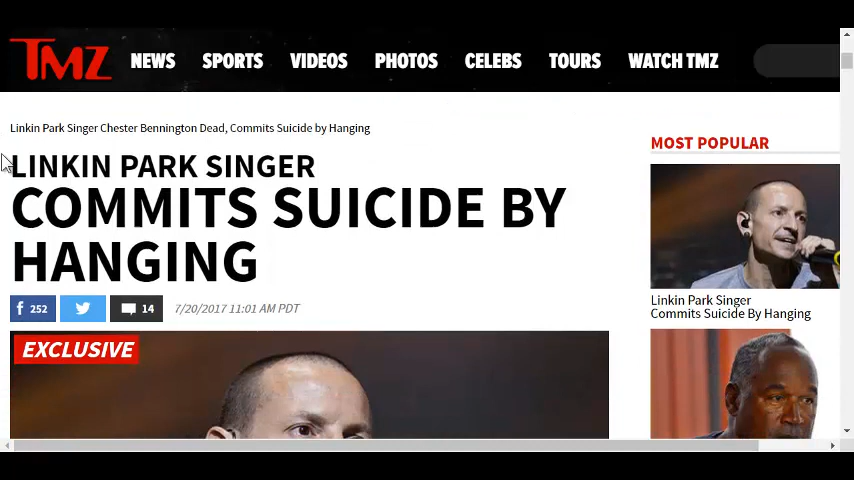 TMZ NEWS SPORTS VIDEOS PHOTOS CELEBS TOURS WATCH TMZ
Linkin Park Singer Chester Bennington Dead, Commits Suicide by Hanging
LINKIN PARK SINGER
COMMITS SUICIDE BY
HANGING
f 252 14 7/20/2017 11:01 AM PDT
EXCLUSIVE
MOST POPULAR
Linkin Park Singer
Commits Suicide By Hanging